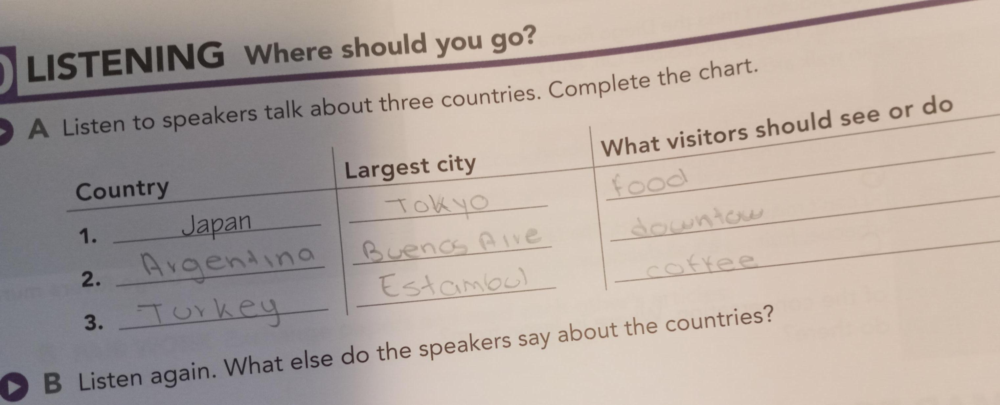 LISTENING Where should you go?
A Listen to speakers talk about three countries. Complete the chart.
Country Largest city What visitors should see or do
1. Japan Tokyo food
2. Argentina Buenos Aire downtow
3. Turkey Estambul coffee
B Listen again. What else do the speakers say about the countries?